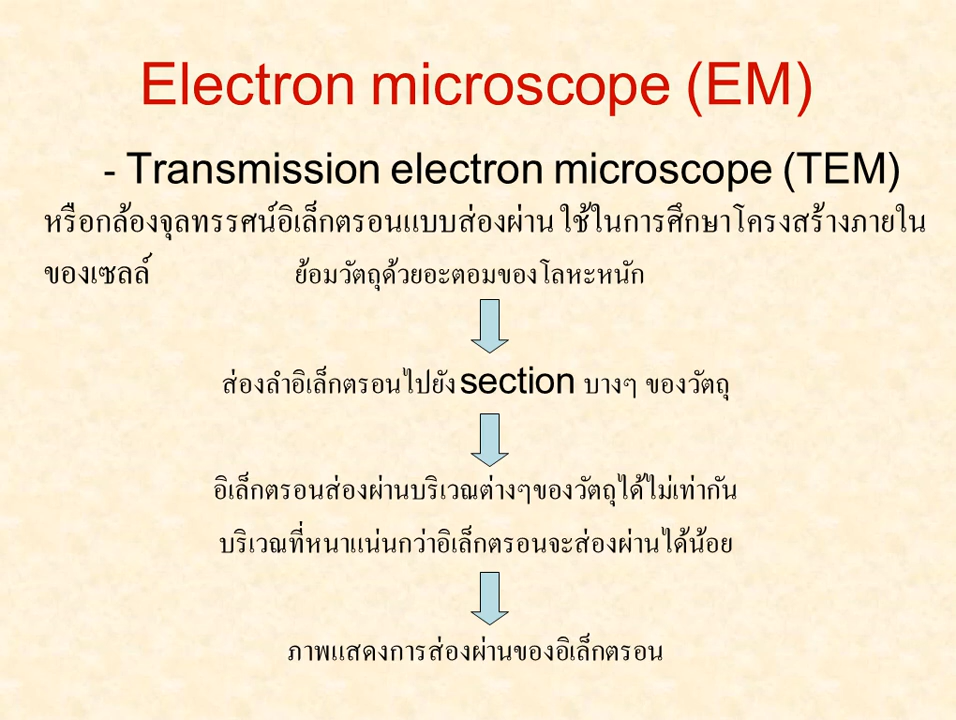 Electron microscope (EM)
- Transmission electron microscope (TEM)
หรือกล้องจุลทรรศน์อิเล็กตรอนแบบส่องผ่าน ใช้ในการศึกษาโครงสร้างภายใน
ของเซลล์ ย้อมวัตถุด้วยอะตอมของโลหะหนัก
ส่องลำอิเล็กตรอนไปยัง section บางๆ ของวัตถุ
อิเล็กตรอนส่องผ่านบริเวณต่างๆของวัตถุได้ไม่เท่ากัน
บริเวณที่หนาแน่นกว่าอิเล็กตรอนจะส่องผ่านได้น้อย
ภาพแสดงการส่องผ่านของอิเล็กตรอน